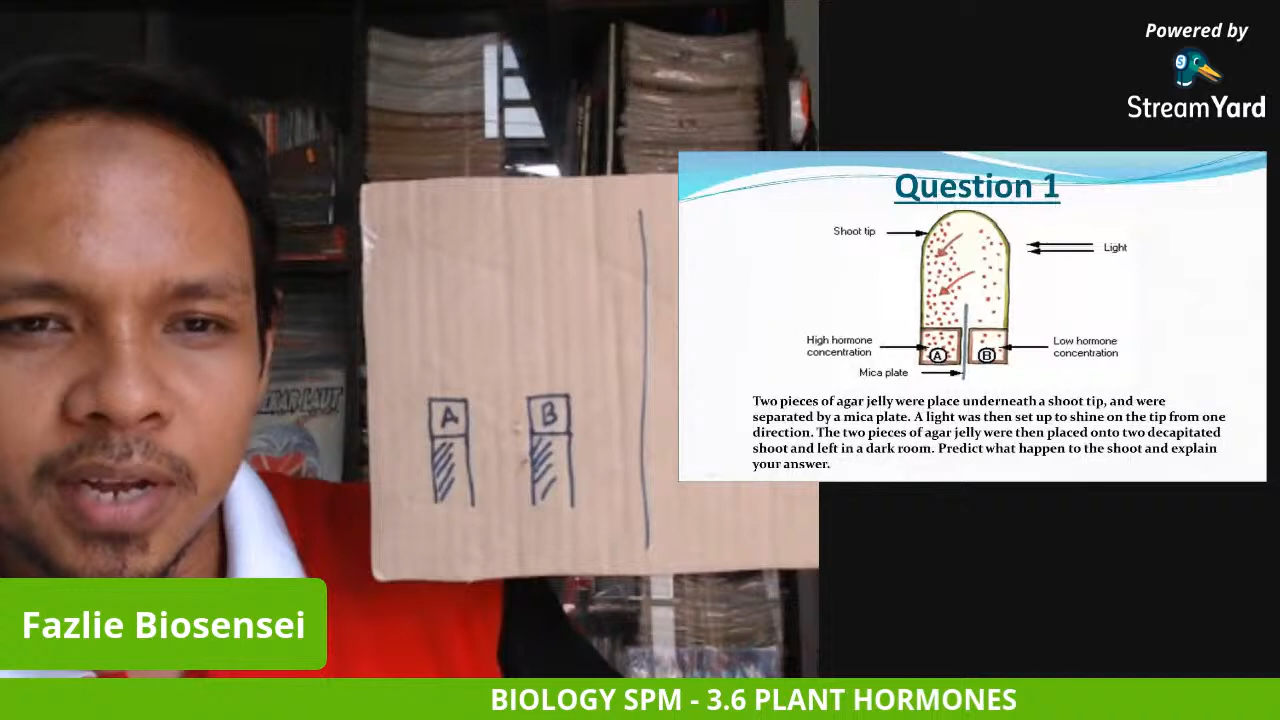 Powered by
StreamYard
Question 1
Shoot tip
Light
High hormone
concentration
A
B
Low hormone
concentration
Mica plate
Two pieces of agar jelly were place underneath a shoot tip, and were
separated by a mica plate. A light was then set up to shine on the tip from one
direction. The two pieces of agar jelly were then placed onto two decapitated
shoot and left in a dark room. Predict what happen to the shoot and explain
your answer.
A
B
LAUT
Fazlie Biosensei
BIOLOGY SPM - 3.6 PLANT HORMONES